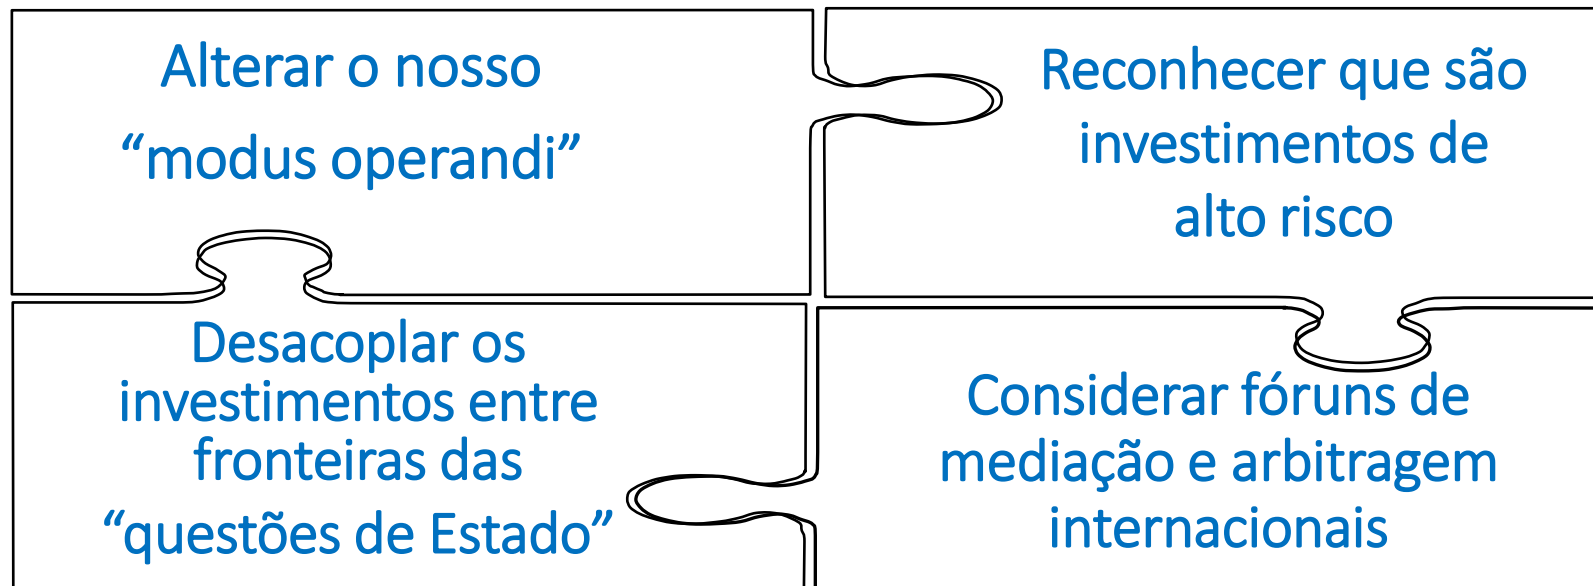 Alterar o nosso
“modus operandi”
Reconhecer que são
investimentos de
alto risco
Desacoplar os
investimentos entre
fronteiras das
“questões de Estado”
Considerar fóruns de
mediação e arbitragem
internacionais